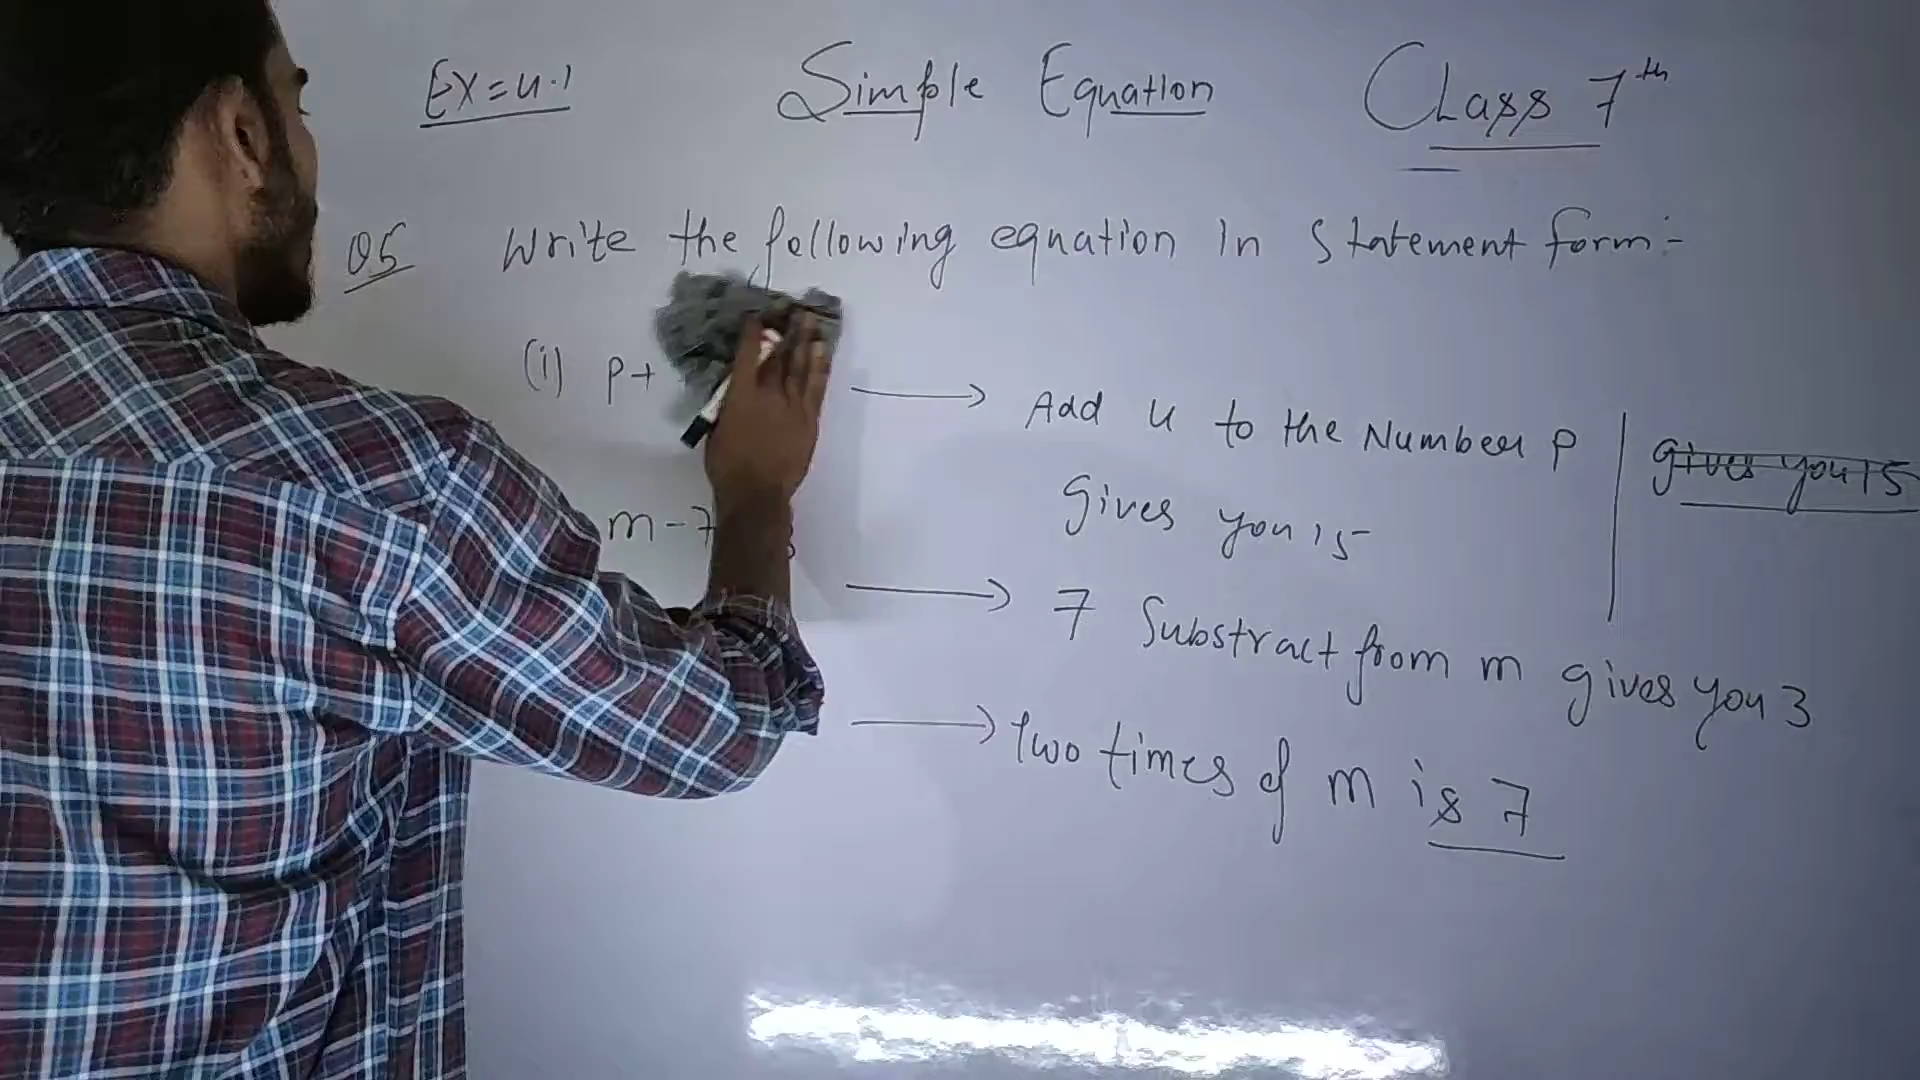 EX = 4.1 Simple Equation Class 7th
Q5 Write the following equation in Statement form:-
(i) p+ → Add 4 to the Number p gives you 15
Gives you 15
m - 7 3
→ 7 Substract from m gives you 3
→ two times of m is 7